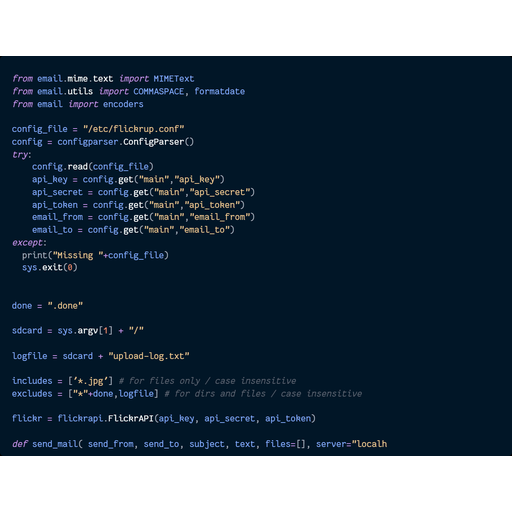 from email.mime.text import MIMEText
from email.utils import COMMASPACE, formatdate
from email import encoders
config_file = "/etc/flickrup.conf"
config = configparser.ConfigParser()
try:
    config.read(config_file)
    api_key = config.get("main","api_key")
    api_secret = config.get("main","api_secret")
    api_token = config.get("main","api_token")
    email_from = config.get("main","email_from")
    email_to = config.get("main","email_to")
except:
  print("Missing "+config_file)
  sys.exit(0)
done = ".done"
sdcard = sys.argv[1] + "/"
logfile = sdcard + "upload-log.txt"
includes = ['*.jpg'] # for files only / case insensitive
excludes = ["*"+done,logfile] # for dirs and files / case insensitive
flickr = flickrapi.FlickrAPI(api_key, api_secret, api_token)
def send_mail( send_from, send_to, subject, text, files=[], server="localh